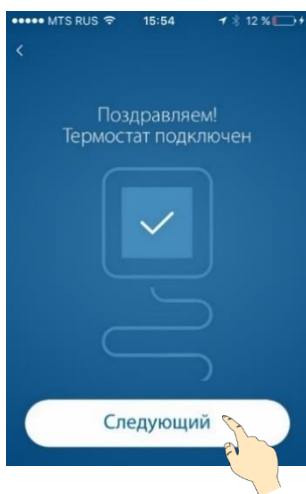 MTS RUS 15:54 12 %
Поздравляем!
Термостат подключен
Следующий